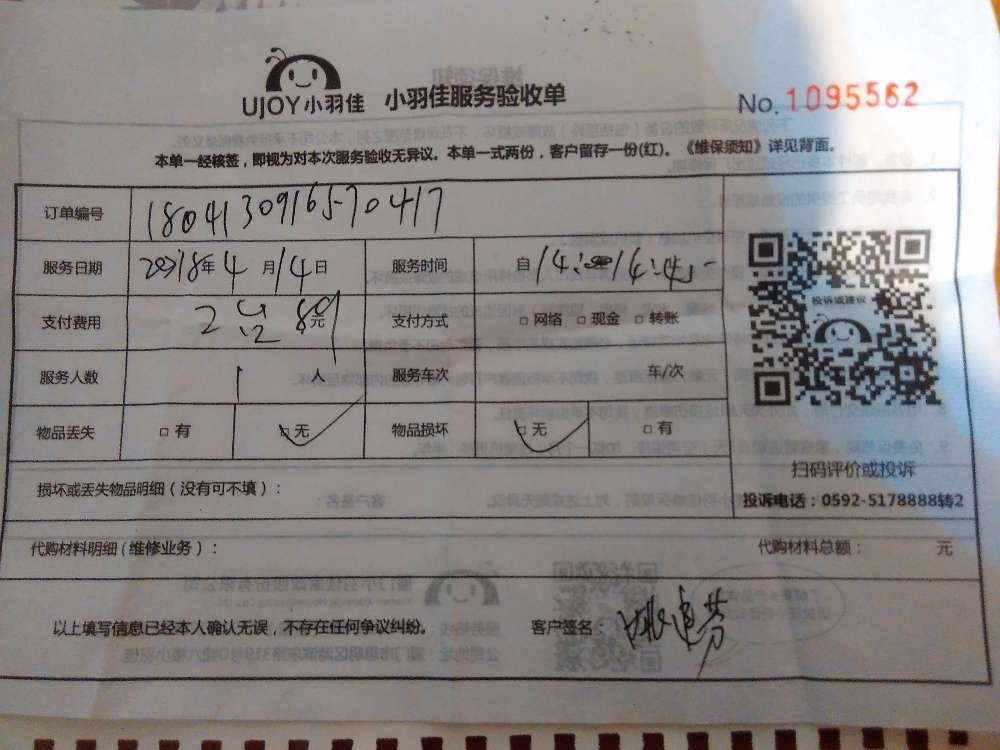 UJOY小羽佳 小羽佳服务验收单 No. 1095562
本单一经核签，即视为对本次服务验收无异议。本单一式两份，客户留存一份(红)。《维保须知》详见背面。
订单编号 1804130916570417
服务日期 2018年4月14日 服务时间 自14:
支付费用 元 支付方式 □ 网络 □ 现金 □ 转账
服务人数 1 人 服务车次 车/次
物品丢失 □ 有 □ 无 物品损坏 □ 无 □ 有
投诉或建议
扫码评价或投诉
投诉电话：0592-5178888转2
损坏或丢失物品明细（没有可不填）：
代购材料明细（维修业务）： 代购材料总额： 元
以上填写信息已经本人确认无误，不存在任何争议纠纷。 客户签名：